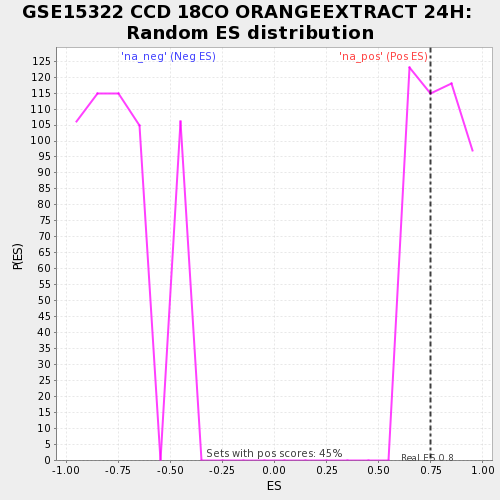 GSE15322 CCD 18CO ORANGEEXTRACT 24H:
Random ES distribution
'na_neg' (Neg ES)
'na_pos' (Pos ES)
125
120
115
110
105
100
95
90
85
80
75
70
65
60
55
50
45
40
35
30
25
20
15
10
5
0
P(ES)
Sets with pos scores: 45%
Real ES 0.8
-1.00 -0.75 -0.50 -0.25 0.00 0.25 0.50 0.75 1.00
ES